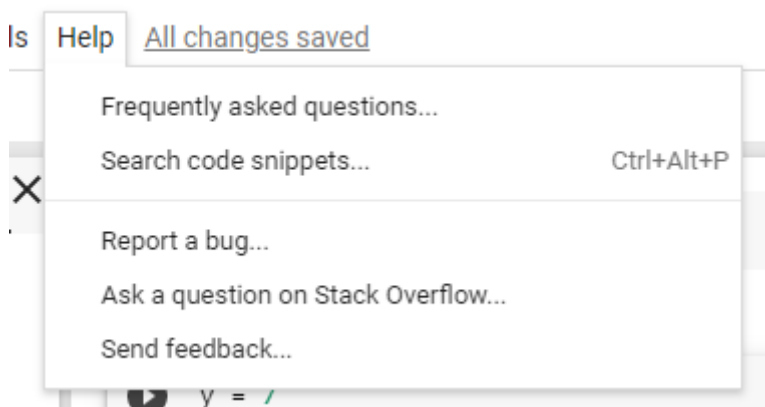 ls Help All changes saved
Frequently asked questions...
Search code snippets... Ctrl+Alt+P
Report a bug...
Ask a question on Stack Overflow...
Send feedback...
y = 7